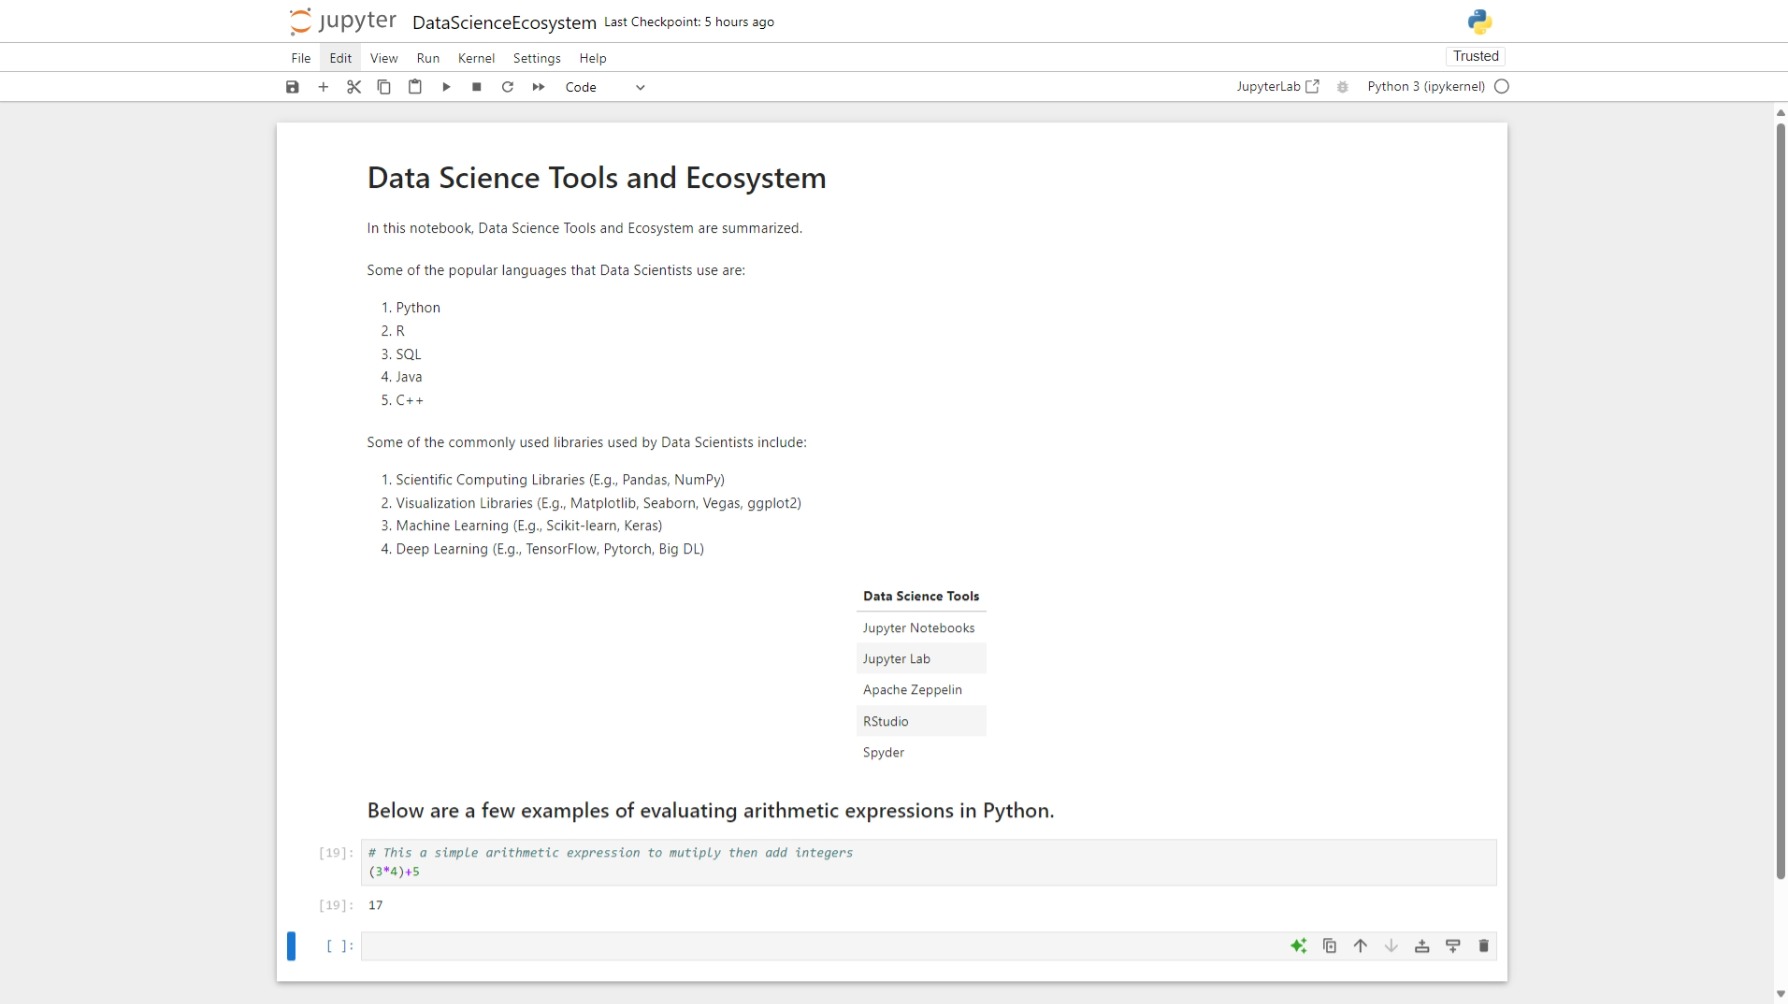 jupyter DataScienceEcosystem Last Checkpoint: 5 hours ago
File Edit View Run Kernel Settings Help Trusted
Code JupyterLab Python 3 (ipykernel)
Data Science Tools and Ecosystem
In this notebook, Data Science Tools and Ecosystem are summarized.
Some of the popular languages that Data Scientists use are:
1. Python
2. R
3. SQL
4. Java
5. C++
Some of the commonly used libraries used by Data Scientists include:
1. Scientific Computing Libraries (E.g., Pandas, NumPy)
2. Visualization Libraries (E.g., Matplotlib, Seaborn, Vegas, ggplot2)
3. Machine Learning (E.g., Scikit-learn, Keras)
4. Deep Learning (E.g., TensorFlow, Pytorch, Big DL)
Data Science Tools
Jupyter Notebooks
Jupyter Lab
Apache Zeppelin
RStudio
Spyder
Below are a few examples of evaluating arithmetic expressions in Python.
[19]: # This a simple arithmetic expression to mutiply then add integers
(3*4)+5
[19]: 17
[ ]: